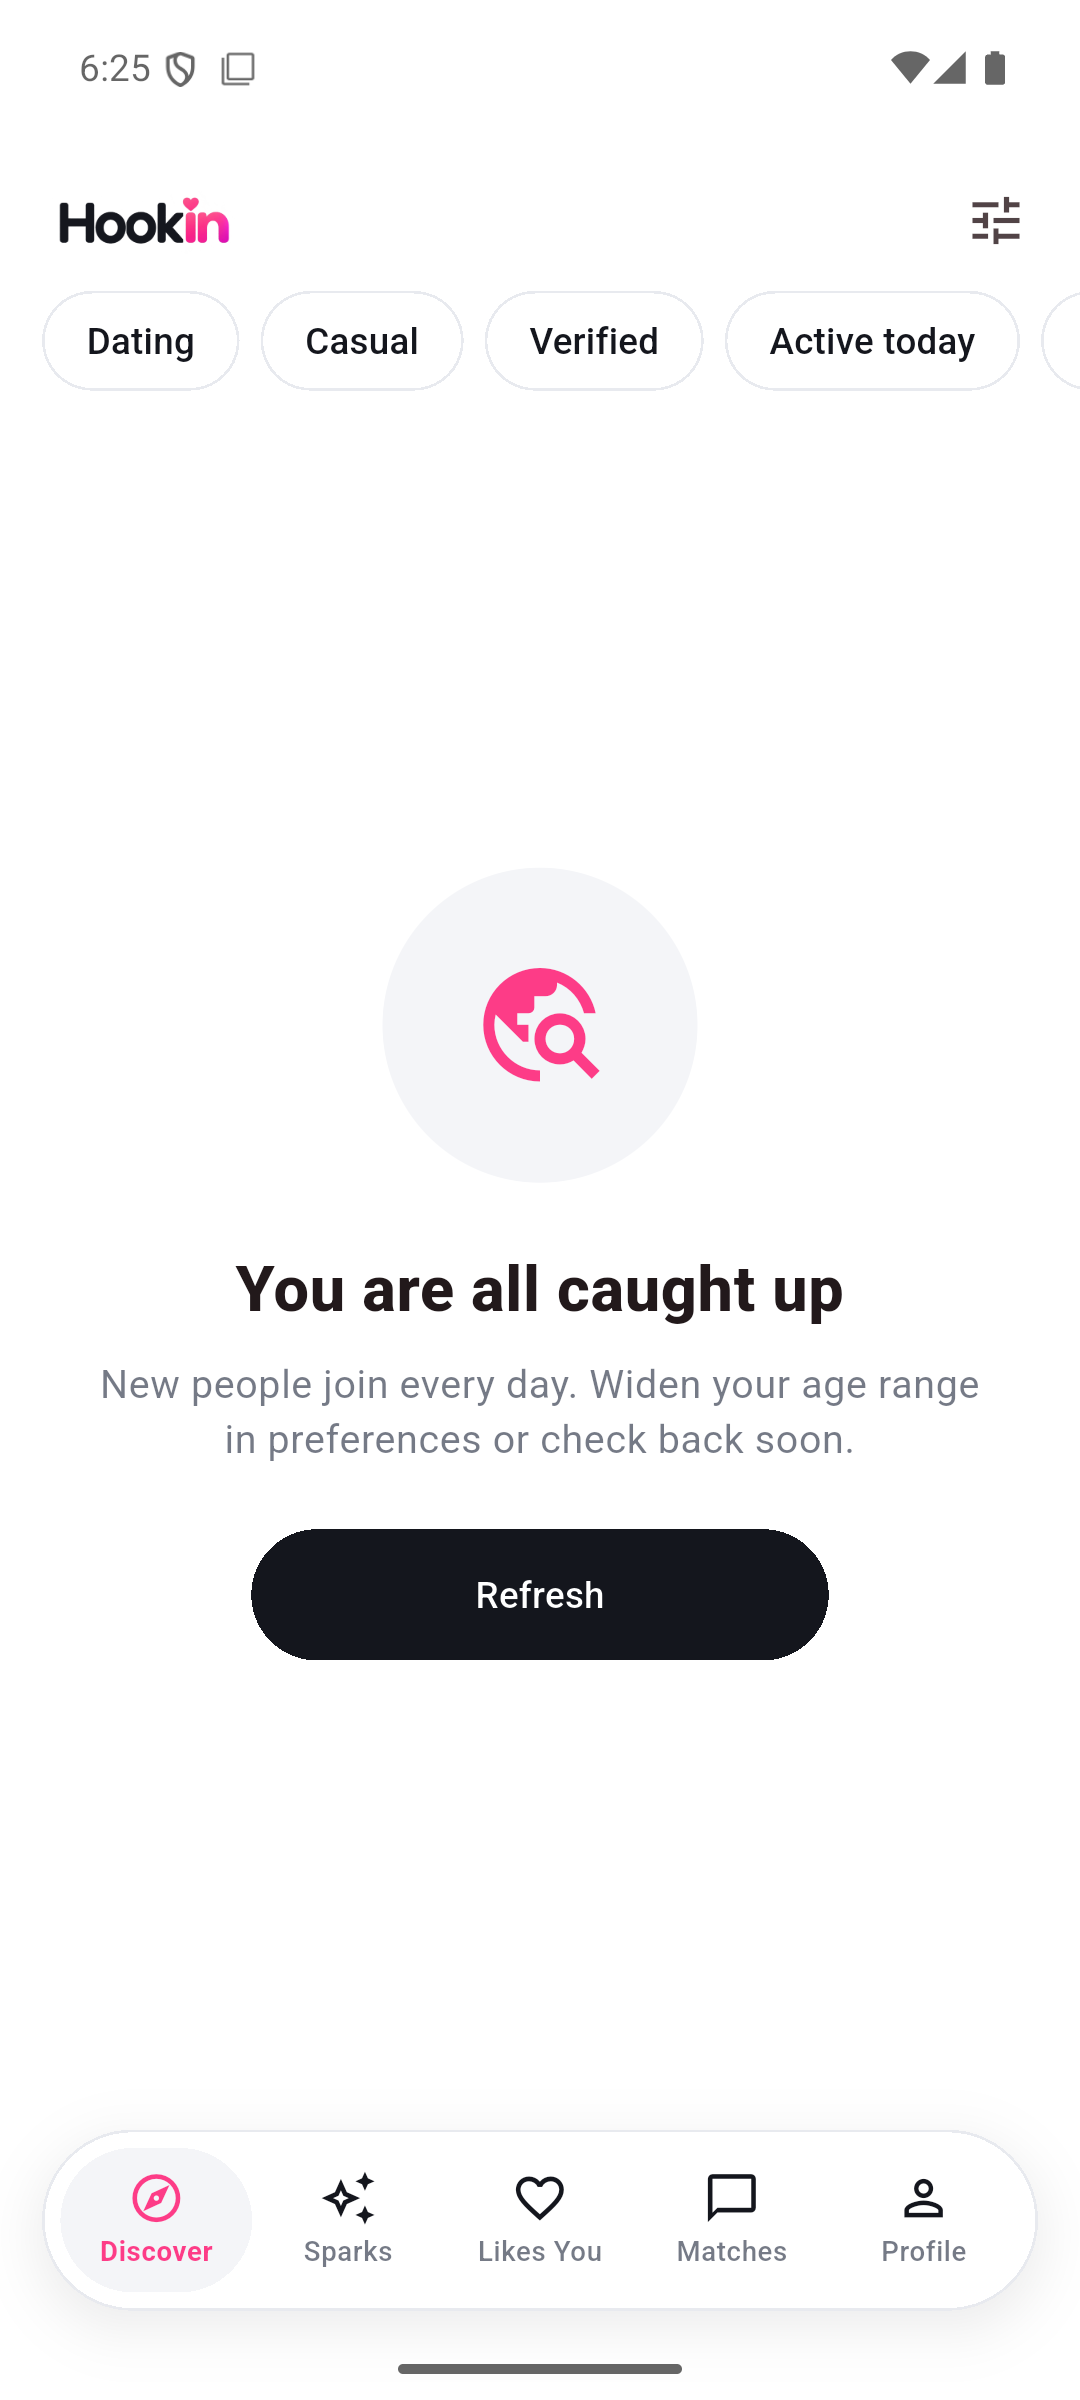 6:25
Hookin
Dating Casual Verified Active today
You are all caught up
New people join every day. Widen your age range
in preferences or check back soon.
Refresh
Discover Sparks Likes You Matches Profile